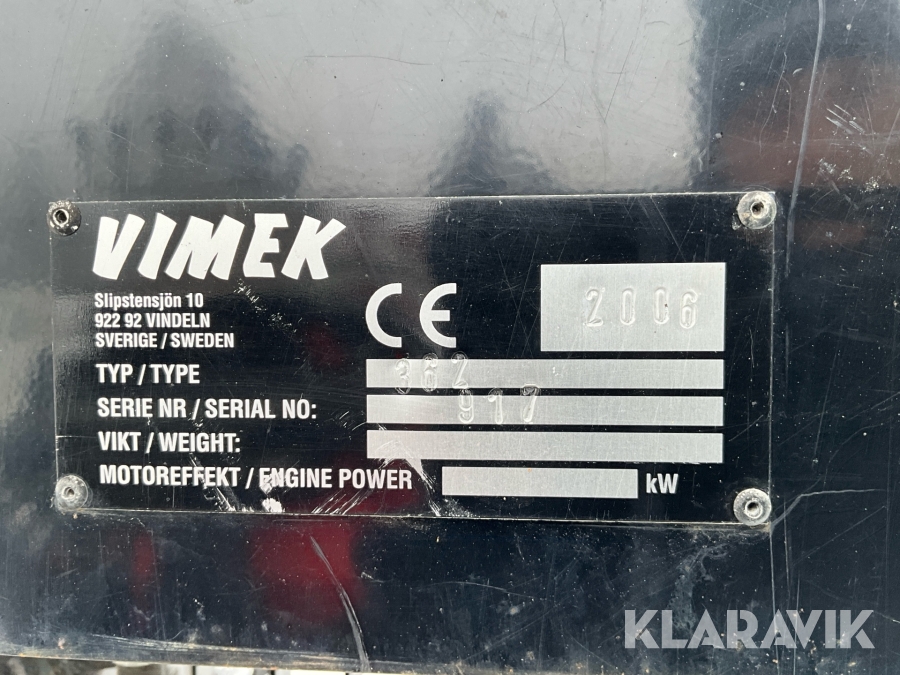 VIMEK
Slipstensjön 10
922 92 VINDELN
SVERIGE / SWEDEN
CE
2006
TYP / TYPE 362
SERIE NR / SERIAL NO: 917
VIKT / WEIGHT:
MOTOREFFEKT / ENGINE POWER kW
KLARAVIK